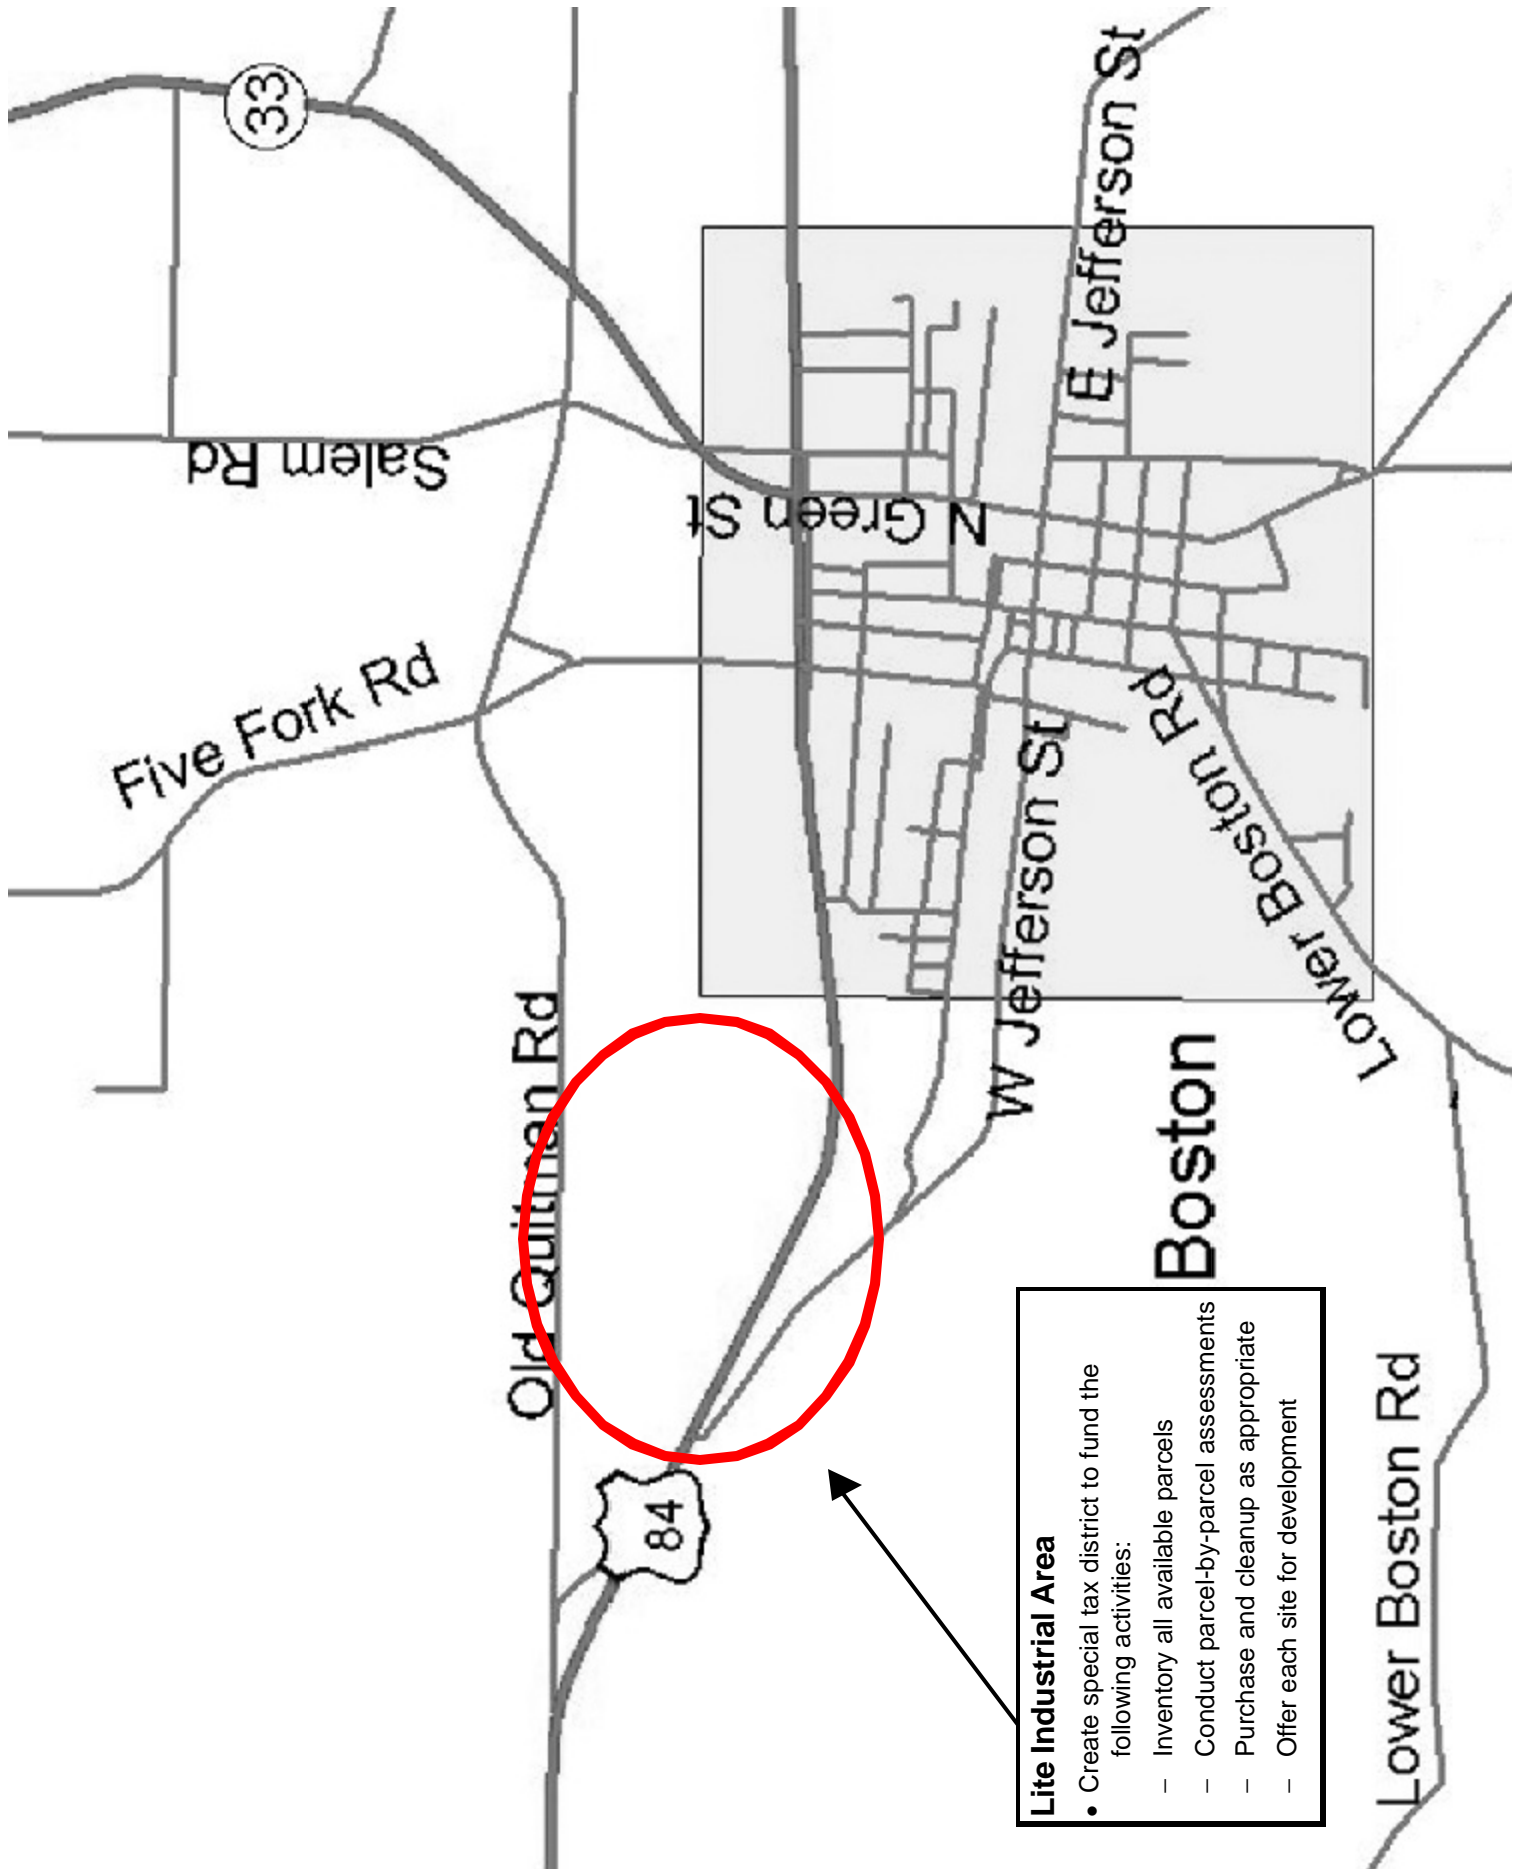 33
Salem Rd
N Green St
E Jefferson St
Five Fork Rd
Old Quitman Rd
W Jefferson St
Lower Boston Rd
84
Boston
Lower Boston Rd
Lite Industrial Area
• Create special tax district to fund the
following activities:
– Inventory all available parcels
– Conduct parcel-by-parcel assessments
– Purchase and cleanup as appropriate
– Offer each site for development